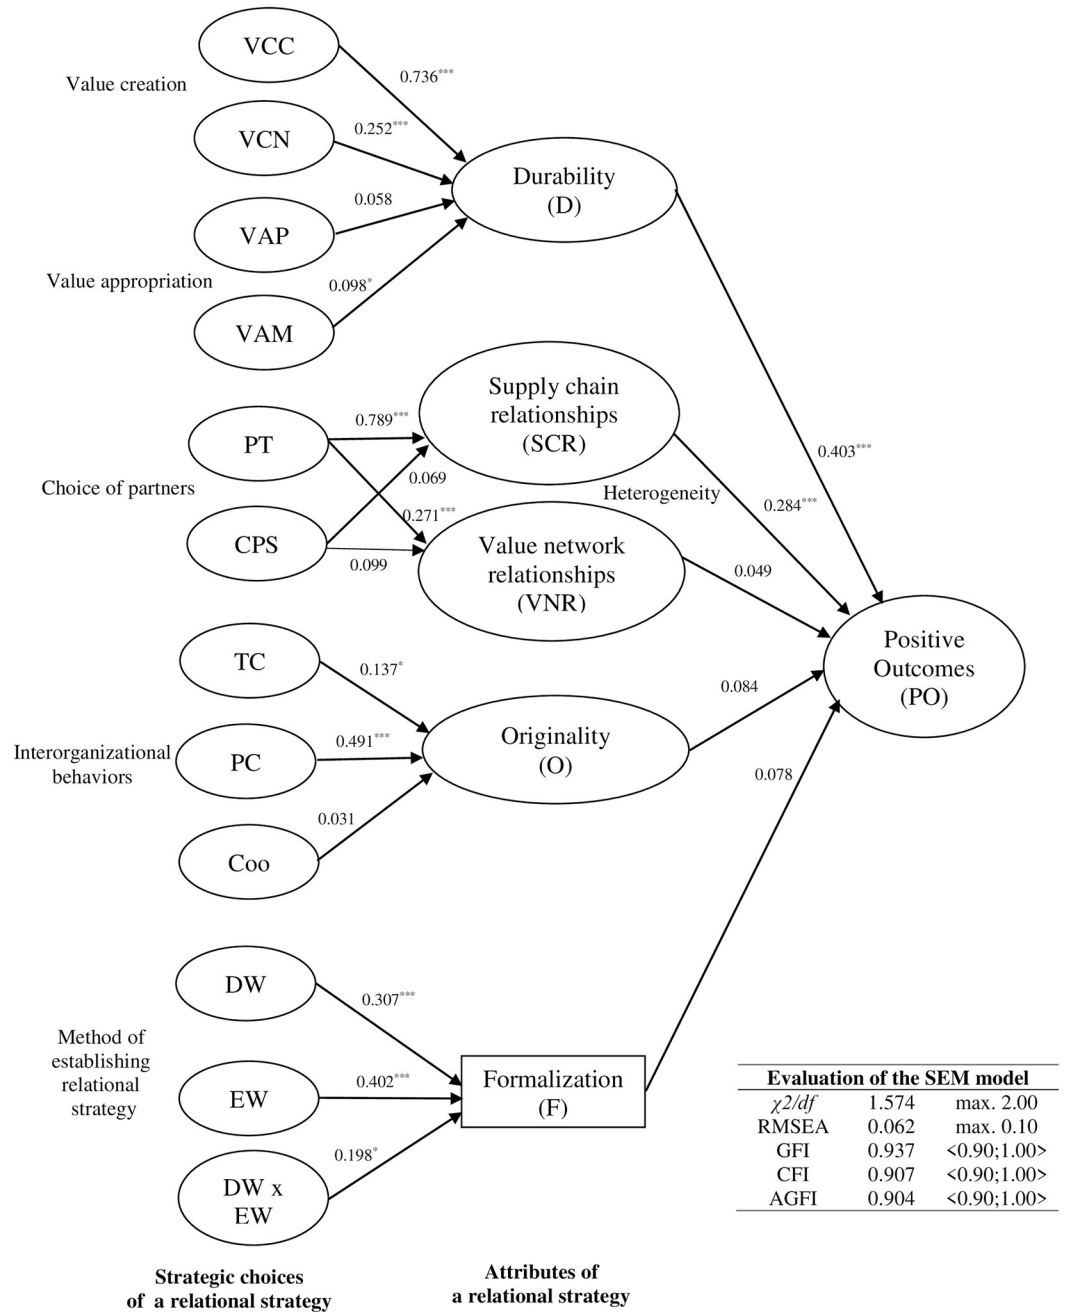 VCC
Value creation
0.736***
VCN
0.252***
Durability
(D)
VAP
0.058
Value appropriation
0.098*
VAM
Supply chain
relationships
(SCR)
PT
0.789***
0.403***
Choice of partners
0.069
Heterogeneity
0.284***
0.271***
CPS
0.099
Value network
relationships
(VNR)
0.049
Positive
Outcomes
(PO)
TC
0.137*
0.084
Interorganizational
behaviors
PC
0.491***
Originality
(O)
0.078
0.031
Coo
DW
0.307***
Method of
establishing
relational
strategy
EW
0.402***
Formalization
(F)
0.198*
DW x
EW
Evaluation of the SEM model
χ2/df 1.574 max. 2.00
RMSEA 0.062 max. 0.10
GFI 0.937 <0.90;1.00>
CFI 0.907 <0.90;1.00>
AGFI 0.904 <0.90;1.00>
Strategic choices
of a relational strategy
Attributes of
a relational strategy